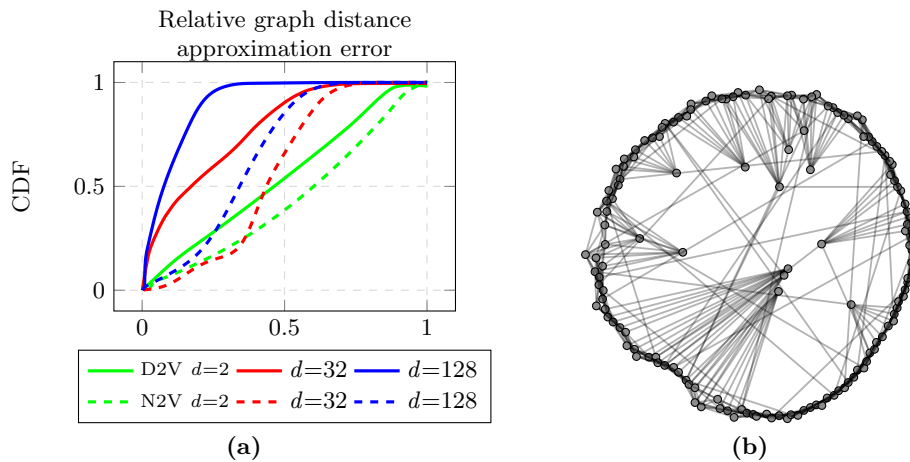 Relative graph distance
approximation error
CDF
1
0.5
0
0 0.5 1
D2V d=2 d=32 d=128
N2V d=2 d=32 d=128
(a) (b)